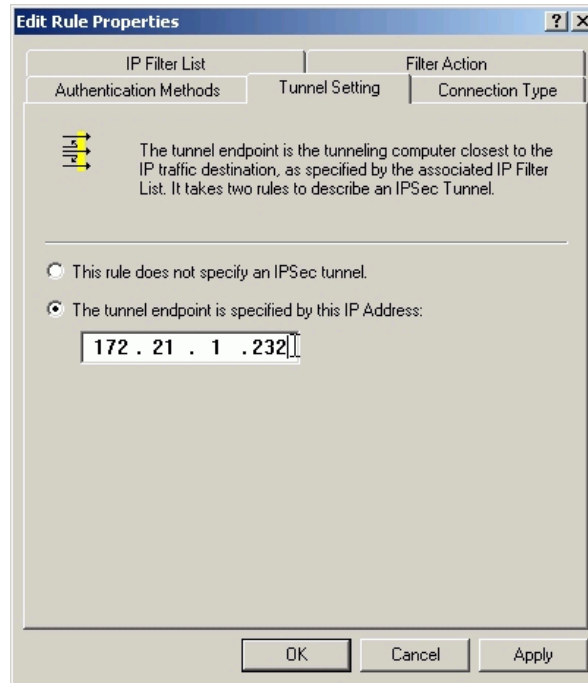 Edit Rule Properties
IP Filter List
Filter Action
Authentication Methods
Tunnel Setting
Connection Type
The tunnel endpoint is the tunneling computer closest to the
IP traffic destination, as specified by the associated IP Filter
List. It takes two rules to describe an IPSec Tunnel.
This rule does not specify an IPSec tunnel.
The tunnel endpoint is specified by this IP Address:
172 . 21 . 1 . 232
OK
Cancel
Apply